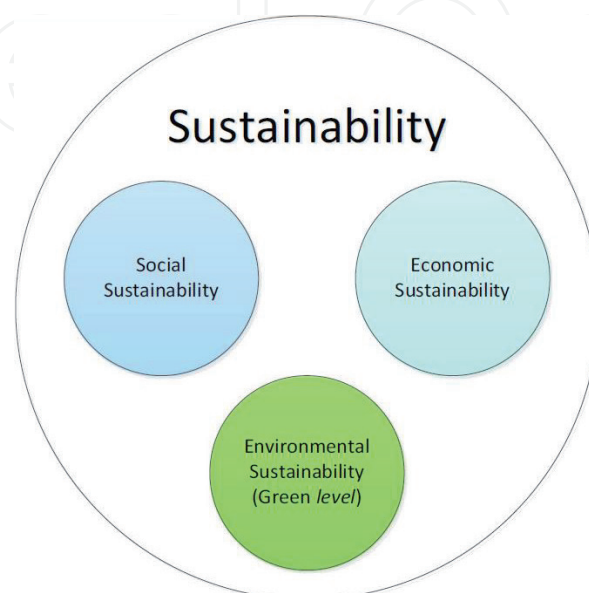 Sustainability
Social
Sustainability
Economic
Sustainability
Environmental
Sustainability
(Green level)